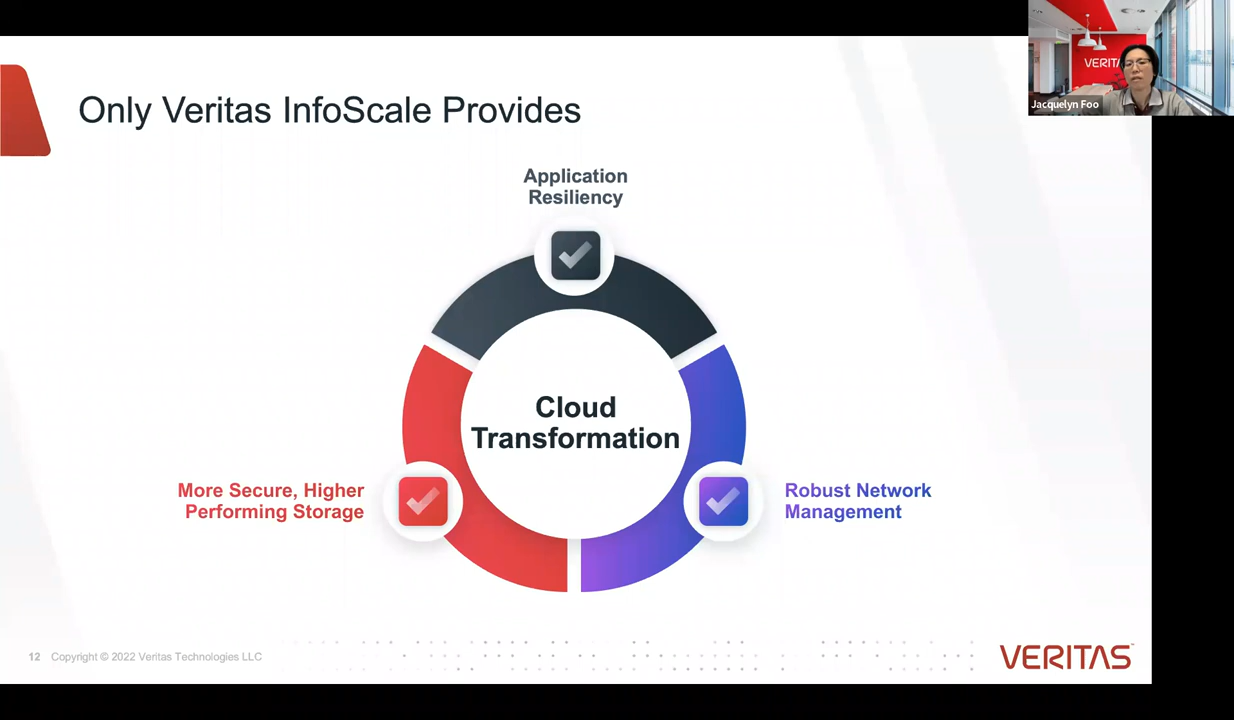 Only Veritas InfoScale Provides
VERITA
Jacquelyn Foo
Application
Resiliency
Cloud
Transformation
More Secure, Higher
Performing Storage
Robust Network
Management
12 Copyright © 2022 Veritas Technologies LLC
VERITAS